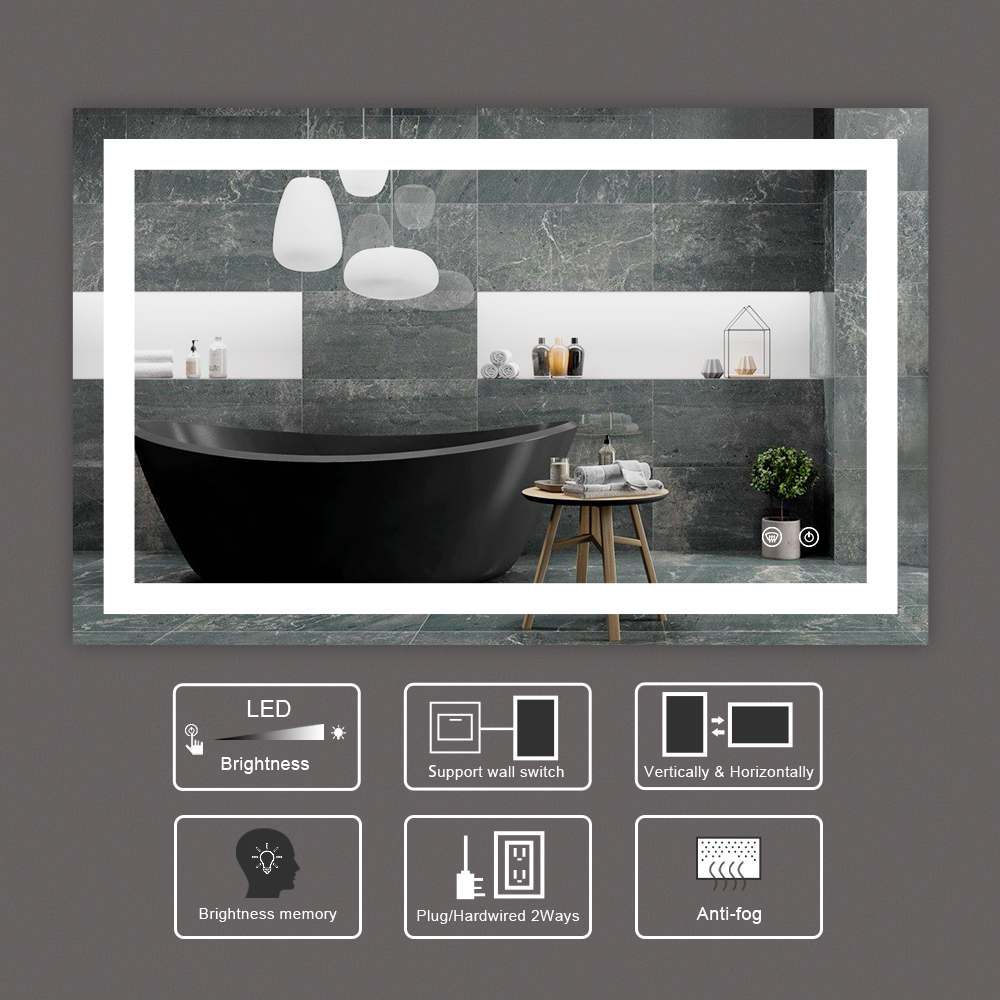 LED
Brightness
Support wall switch
Vertically & Horizontally
Brightness memory
Plug/Hardwired 2Ways
Anti-fog